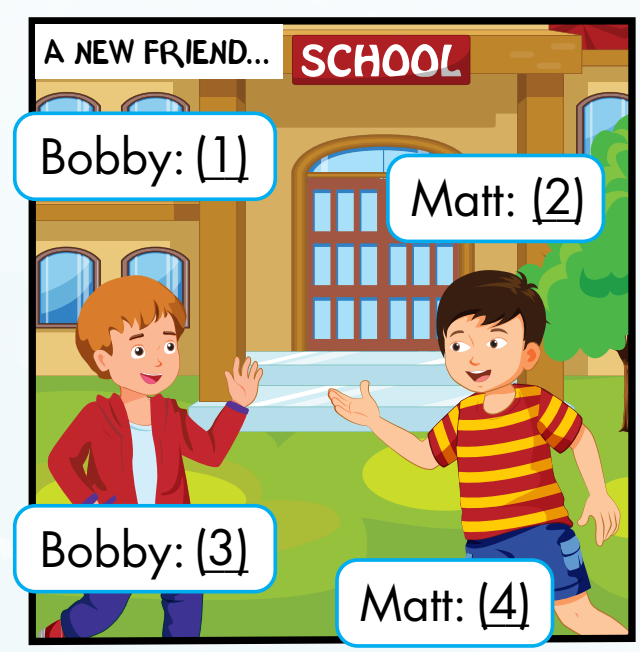 A NEW FRIEND...
SCHOOL
Bobby: (1)
Matt: (2)
Bobby: (3)
Matt: (4)